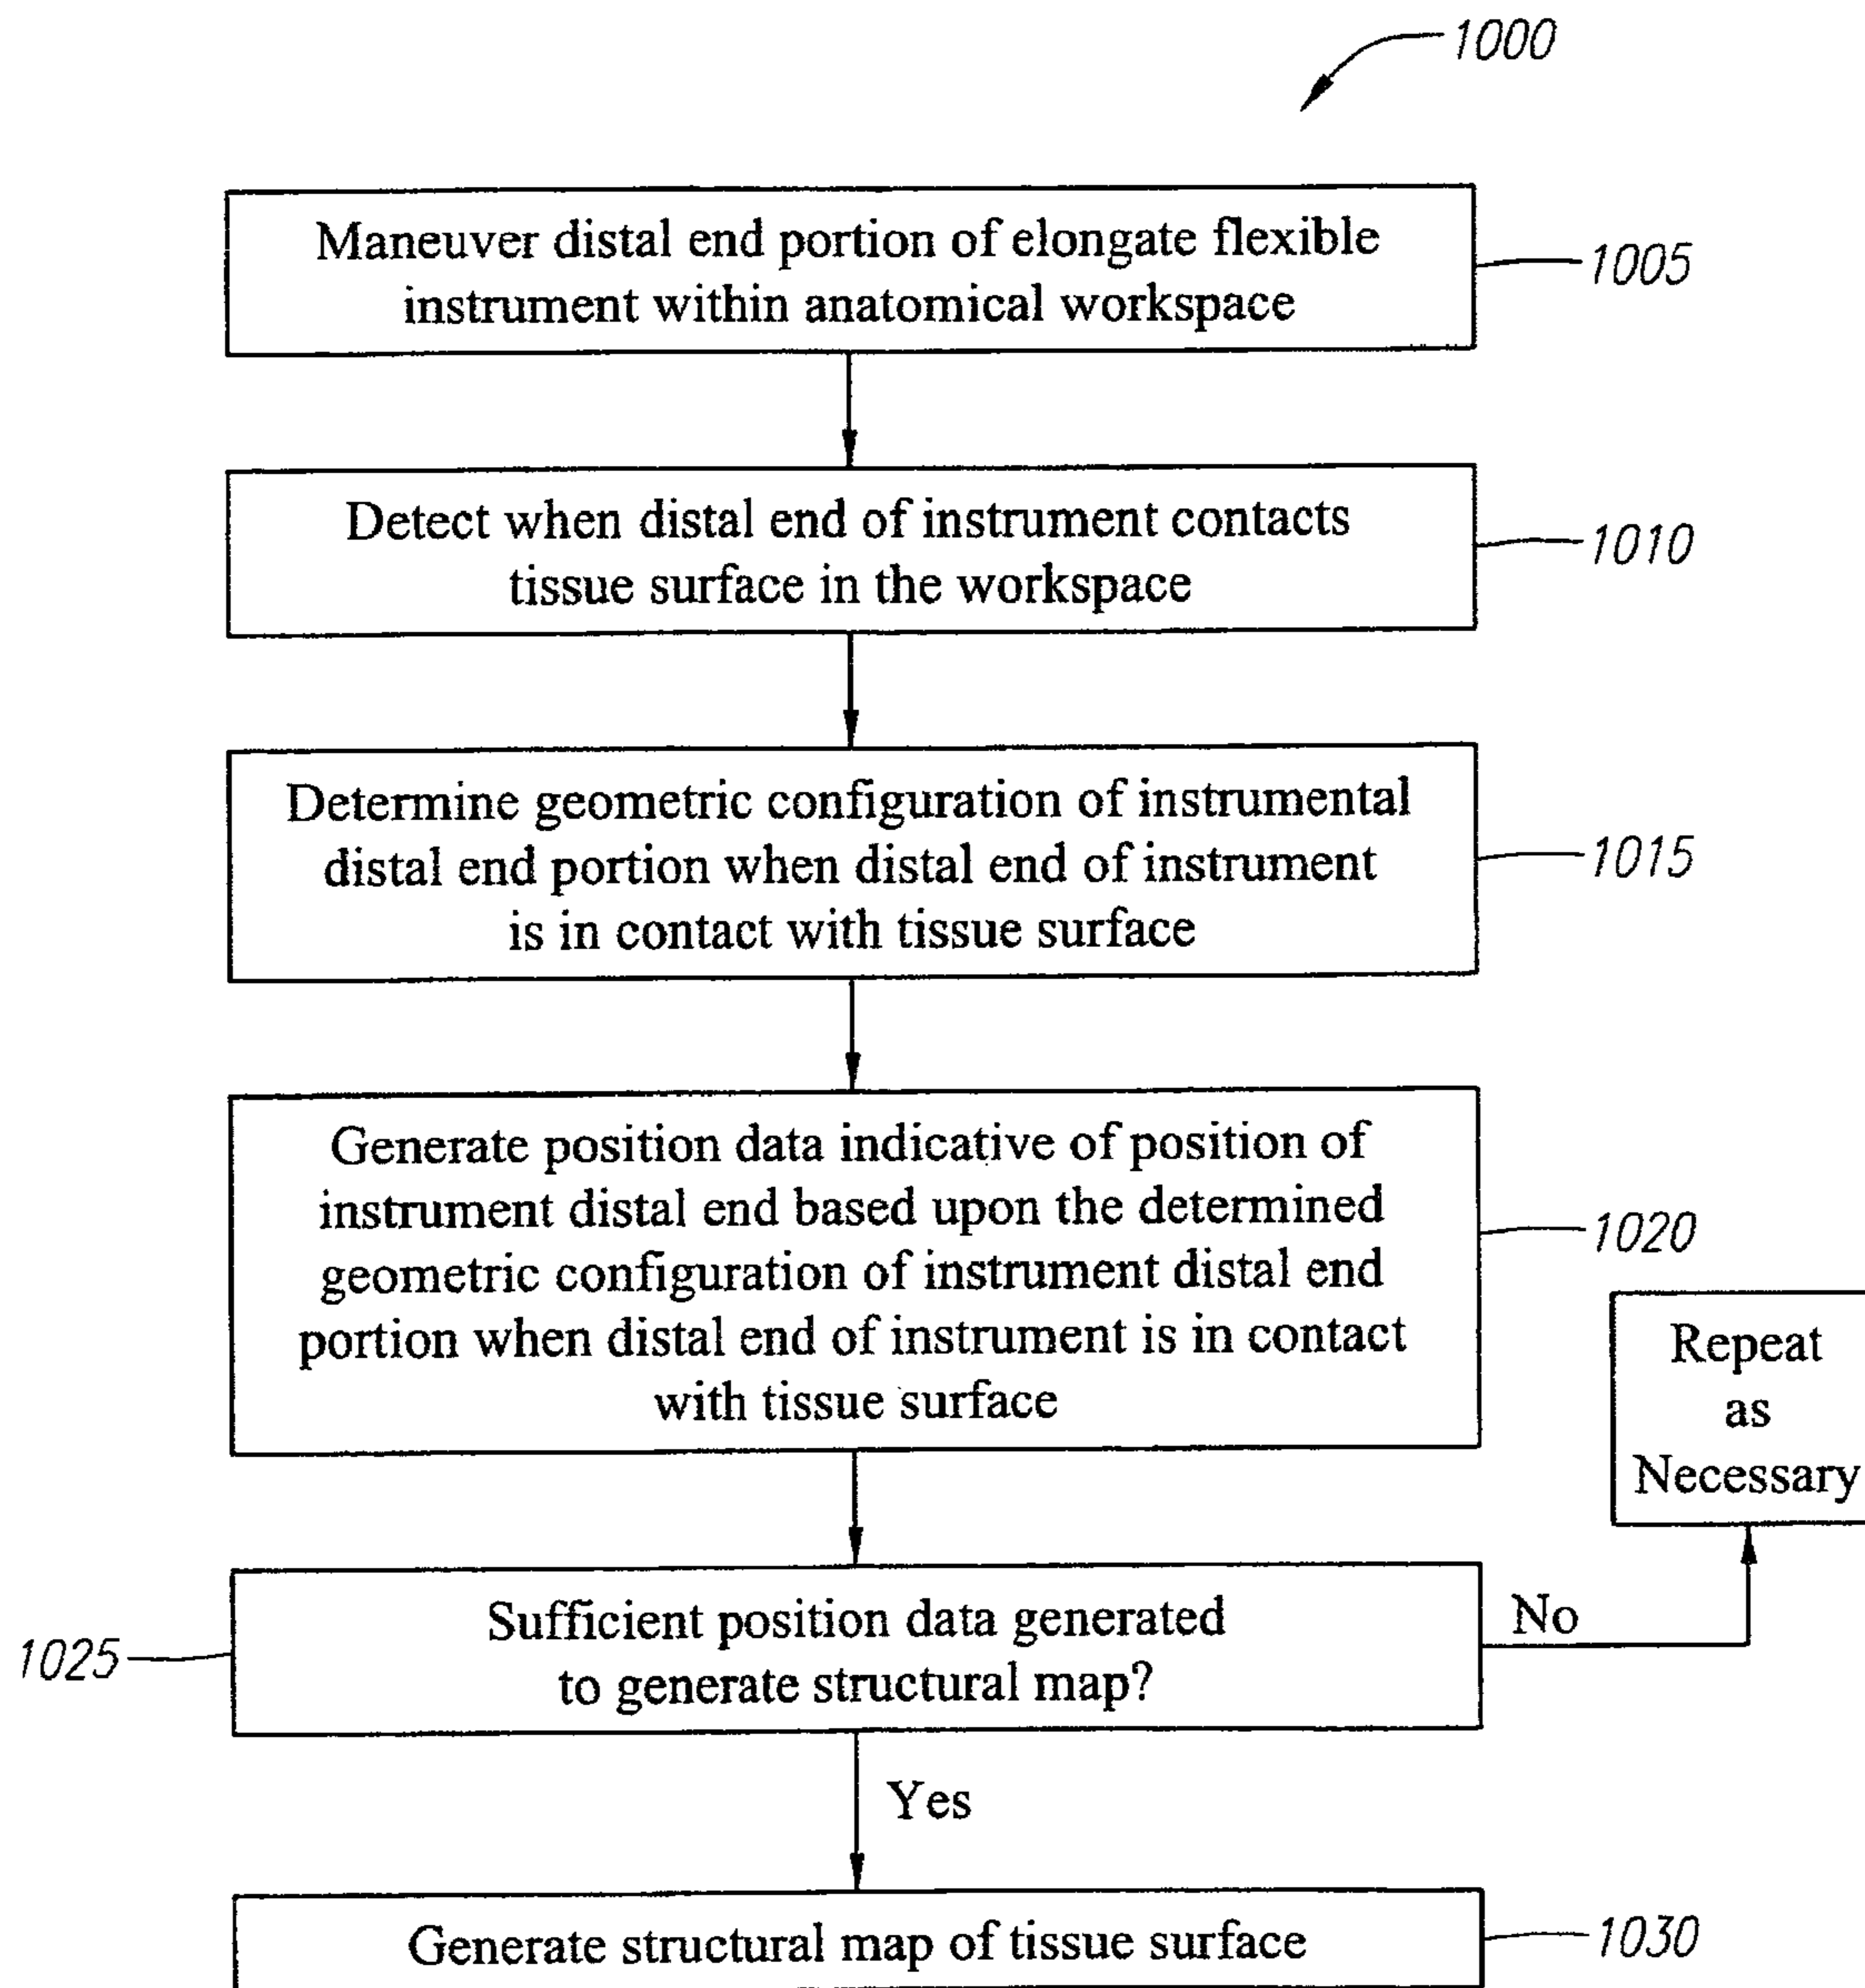 1000
Maneuver distal end portion of elongate flexible
instrument within anatomical workspace
1005
Detect when distal end of instrument contacts
tissue surface in the workspace
1010
Determine geometric configuration of instrumental
distal end portion when distal end of instrument
is in contact with tissue surface
1015
Generate position data indicative of position of
instrument distal end based upon the determined
geometric configuration of instrument distal end
portion when distal end of instrument is in contact
with tissue surface
1020
Repeat
as
Necessary
Sufficient position data generated
to generate structural map?
1025
No
Yes
Generate structural map of tissue surface
1030